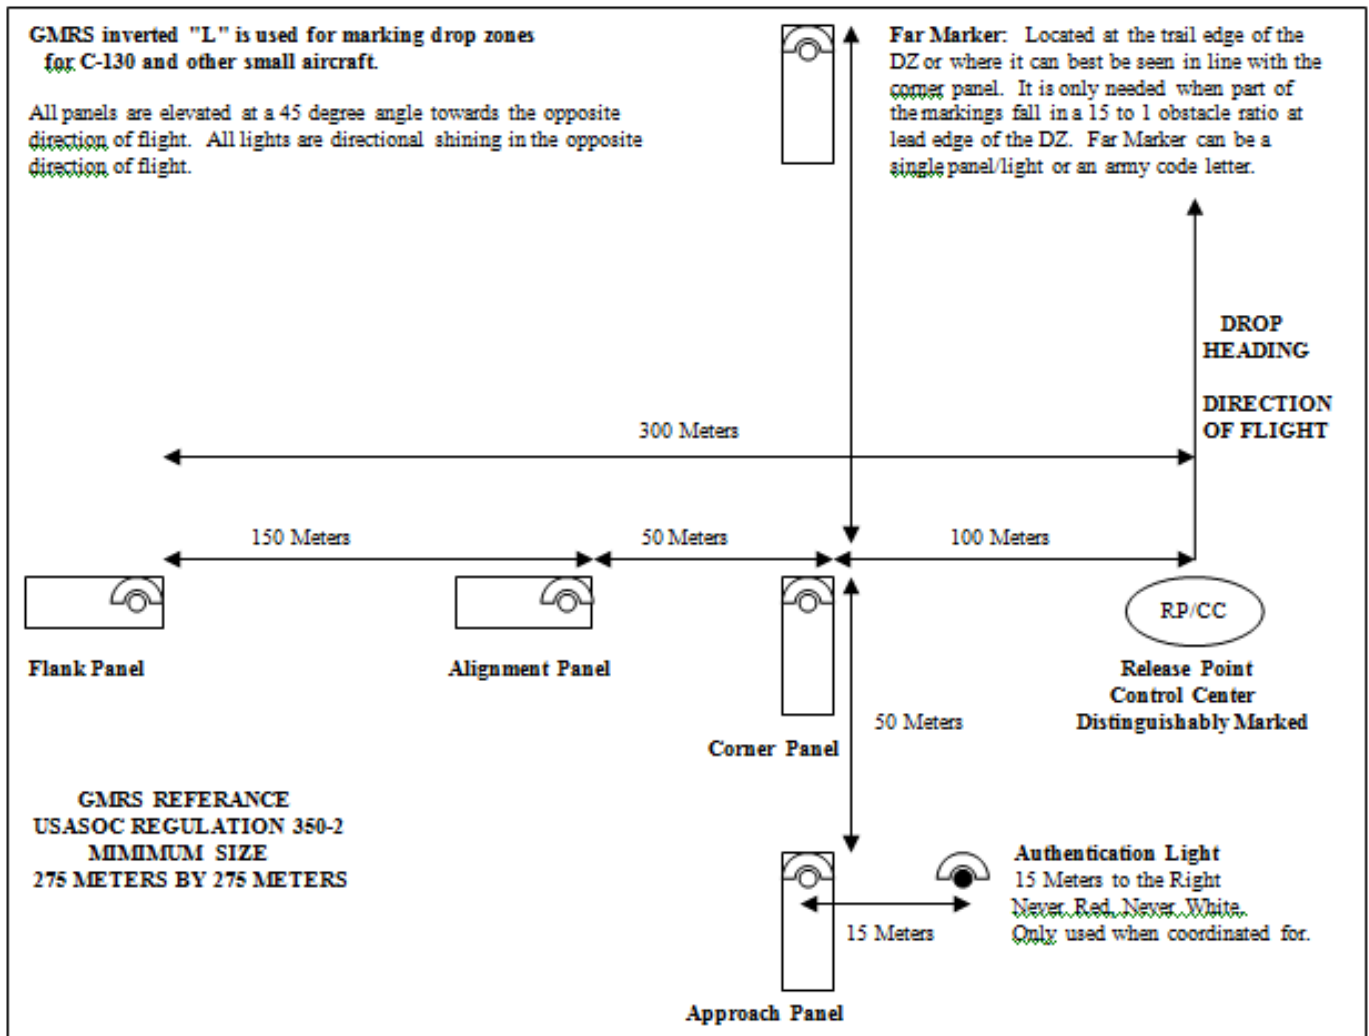 GMRS inverted "L" is used for marking drop zones
for C-130 and other small aircraft.
All panels are elevated at a 45 degree angle towards the opposite
direction of flight. All lights are directional shining in the opposite
direction of flight.
Far Marker: Located at the trail edge of the
DZ or where it can best be seen in line with the
corner panel. It is only needed when part of
the markings fall in a 15 to 1 obstacle ratio at
lead edge of the DZ. Far Marker can be a
single panel/light or an army code letter.
DROP
HEADING
DIRECTION
OF FLIGHT
300 Meters
150 Meters
50 Meters
100 Meters
RP/CC
Flank Panel
Alignment Panel
Release Point
Control Center
Distinguishably Marked
50 Meters
Corner Panel
GMRS REFERANCE
USASOC REGULATION 350-2
MIMIMUM SIZE
275 METERS BY 275 METERS
Authentication Light
15 Meters to the Right
Never Red, Never White.
Only used when coordinated for.
15 Meters
Approach Panel